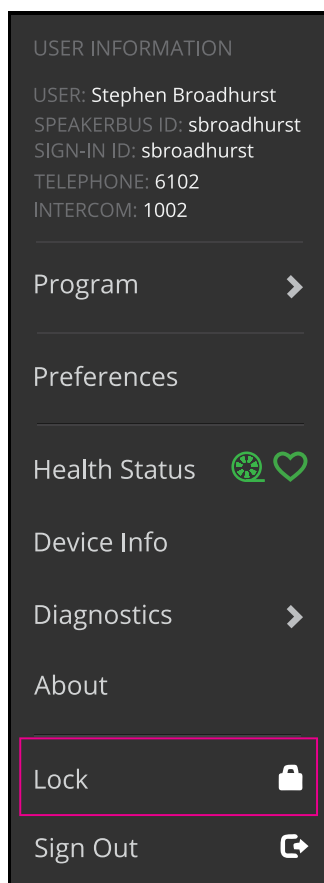 USER INFORMATION
USER: Stephen Broadhurst
SPEAKERBUS ID: sbroadhurst
SIGN-IN ID: sbroadhurst
TELEPHONE: 6102
INTERCOM: 1002
Program
Preferences
Health Status
Device Info
Diagnostics
About
Lock
Sign Out